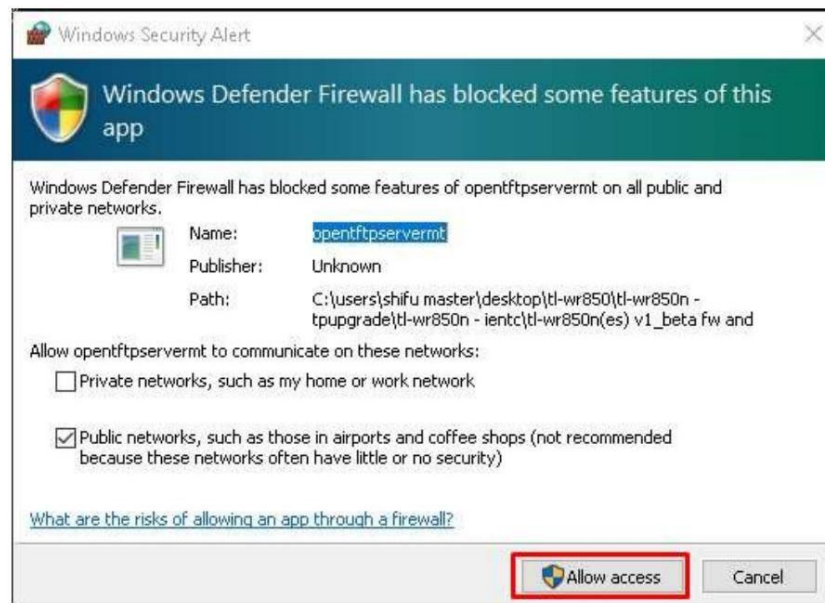 Windows Security Alert
Windows Defender Firewall has blocked some features of this
app
Windows Defender Firewall has blocked some features of opentftpservermt on all public and
private networks.
Name: opentftpservermt
Publisher: Unknown
Path: C:\users\shifu master\desktop\tl-wr850\tl-wr850n -
tpupgrade\tl-wr850n - ientc\tl-wr850n(es) v1_beta fw and
Allow opentftpservermt to communicate on these networks:
Private networks, such as my home or work network
Public networks, such as those in airports and coffee shops (not recommended
because these networks often have little or no security)
What are the risks of allowing an app through a firewall?
Allow access Cancel